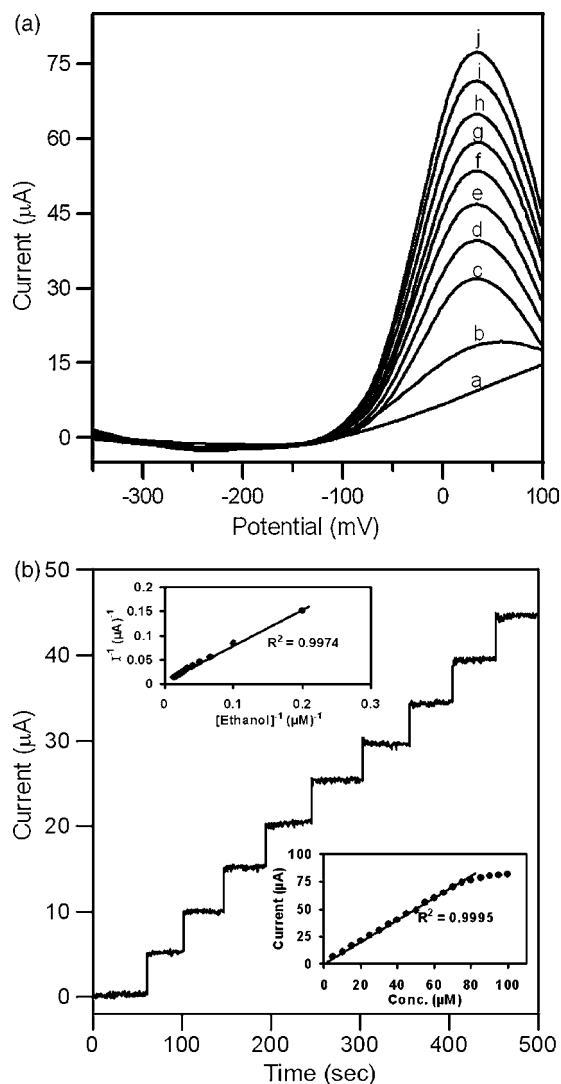 (a)
75
60
45
30
15
0
Current (µA)
j
i
h
g
f
e
d
c
b
a
-300
-200
-100
0
100
Potential (mV)
(b)
50
40
30
20
10
0
Current (µA)
0.2
0.15
0.1
0.05
0
I⁻¹ (µA)⁻¹
R² = 0.9974
0
0.1
0.2
0.3
[Ethanol]⁻¹ (µM)⁻¹
100
75
50
25
0
Current (µA)
R² = 0.9995
0
20
40
60
80
100
Conc. (µM)
0
100
200
300
400
500
Time (sec)